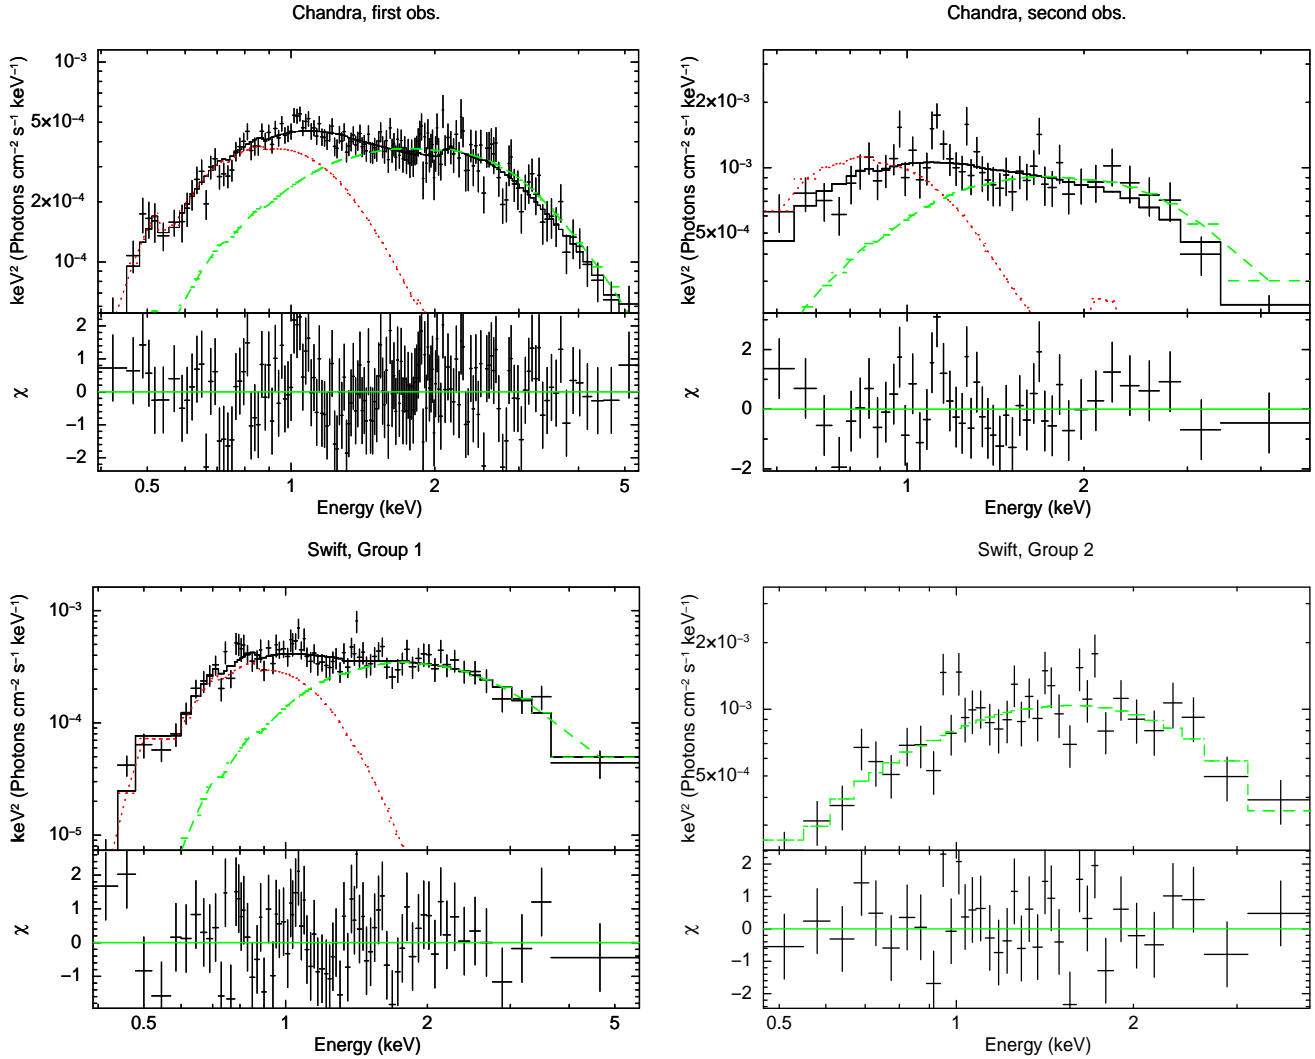 Chandra, first obs.
keV² (Photons cm⁻² s⁻¹ keV⁻¹)
10⁻³
5×10⁻⁴
2×10⁻⁴
10⁻⁴
χ
2
1
0
−1
−2
0.5 1 2 5
Energy (keV)
Chandra, second obs.
keV² (Photons cm⁻² s⁻¹ keV⁻¹)
2×10⁻³
10⁻³
5×10⁻⁴
χ
2
0
−2
1 2
Energy (keV)
Swift, Group 1
keV² (Photons cm⁻² s⁻¹ keV⁻¹)
10⁻³
10⁻⁴
10⁻⁵
χ
2
1
0
−1
0.5 1 2 5
Energy (keV)
Swift, Group 2
keV² (Photons cm⁻² s⁻¹ keV⁻¹)
2×10⁻³
10⁻³
5×10⁻⁴
χ
2
1
0
−1
−2
0.5 1 2
Energy (keV)